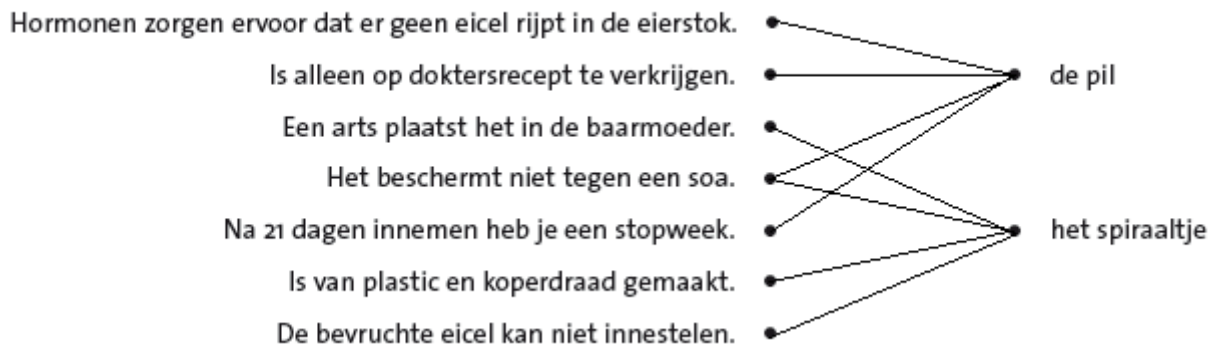 Hormonen zorgen ervoor dat er geen eicel rijpt in de eierstok.
Is alleen op doktersrecept te verkrijgen.
de pil
Een arts plaatst het in de baarmoeder.
Het beschermt niet tegen een soa.
Na 21 dagen innemen heb je een stopweek.
het spiraaltje
Is van plastic en koperdraad gemaakt.
De bevruchte eicel kan niet innestelen.